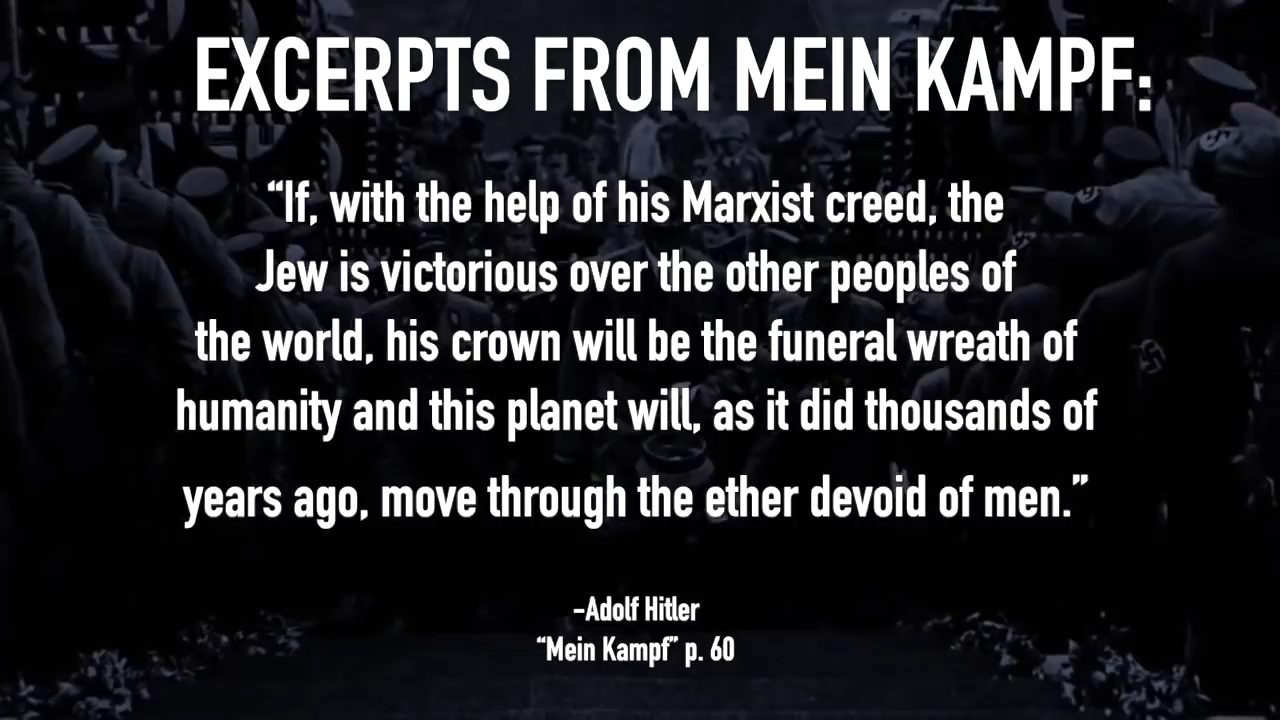 EXCERPTS FROM MEIN KAMPF:
“If, with the help of his Marxist creed, the
Jew is victorious over the other peoples of
the world, his crown will be the funeral wreath of
humanity and this planet will, as it did thousands of
years ago, move through the ether devoid of men.”
-Adolf Hitler
“Mein Kampf” p. 60